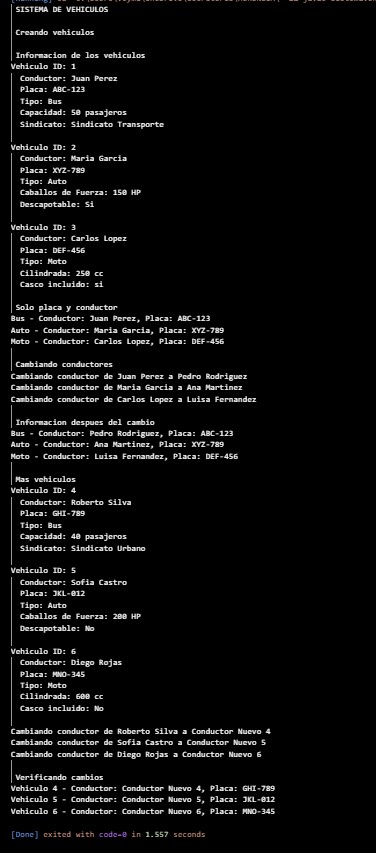 SISTEMA DE VEHICULOS
Creando vehiculos
Informacion de los vehiculos
Vehiculo ID: 1
Conductor: Juan Perez
Placa: ABC-123
Tipo: Bus
Capacidad: 50 pasajeros
Sindicato: Sindicato Transporte
Vehiculo ID: 2
Conductor: Maria Garcia
Placa: XYZ-789
Tipo: Auto
Caballos de Fuerza: 150 HP
Descapotable: Si
Vehiculo ID: 3
Conductor: Carlos Lopez
Placa: DEF-456
Tipo: Moto
Cilindrada: 250 cc
Casco incluido: si
Solo placa y conductor
Bus - Conductor: Juan Perez, Placa: ABC-123
Auto - Conductor: Maria Garcia, Placa: XYZ-789
Moto - Conductor: Carlos Lopez, Placa: DEF-456
Cambiando conductores
Cambiando conductor de Juan Perez a Pedro Rodriguez
Cambiando conductor de Maria Garcia a Ana Martinez
Cambiando conductor de Carlos Lopez a Luisa Fernandez
Informacion despues del cambio
Bus - Conductor: Pedro Rodriguez, Placa: ABC-123
Auto - Conductor: Ana Martinez, Placa: XYZ-789
Moto - Conductor: Luisa Fernandez, Placa: DEF-456
Mas vehiculos
Vehiculo ID: 4
Conductor: Roberto Silva
Placa: GHI-789
Tipo: Bus
Capacidad: 40 pasajeros
Sindicato: Sindicato Urbano
Vehiculo ID: 5
Conductor: Sofia Castro
Placa: JKL-012
Tipo: Auto
Caballos de Fuerza: 200 HP
Descapotable: No
Vehiculo ID: 6
Conductor: Diego Rojas
Placa: MNO-345
Tipo: Moto
Cilindrada: 600 cc
Casco incluido: No
Cambiando conductor de Roberto Silva a Conductor Nuevo 4
Cambiando conductor de Sofia Castro a Conductor Nuevo 5
Cambiando conductor de Diego Rojas a Conductor Nuevo 6
Verificando cambios
Vehiculo 4 - Conductor: Conductor Nuevo 4, Placa: GHI-789
Vehiculo 5 - Conductor: Conductor Nuevo 5, Placa: JKL-012
Vehiculo 6 - Conductor: Conductor Nuevo 6, Placa: MNO-345
[Done] exited with code=0 in 1.557 seconds